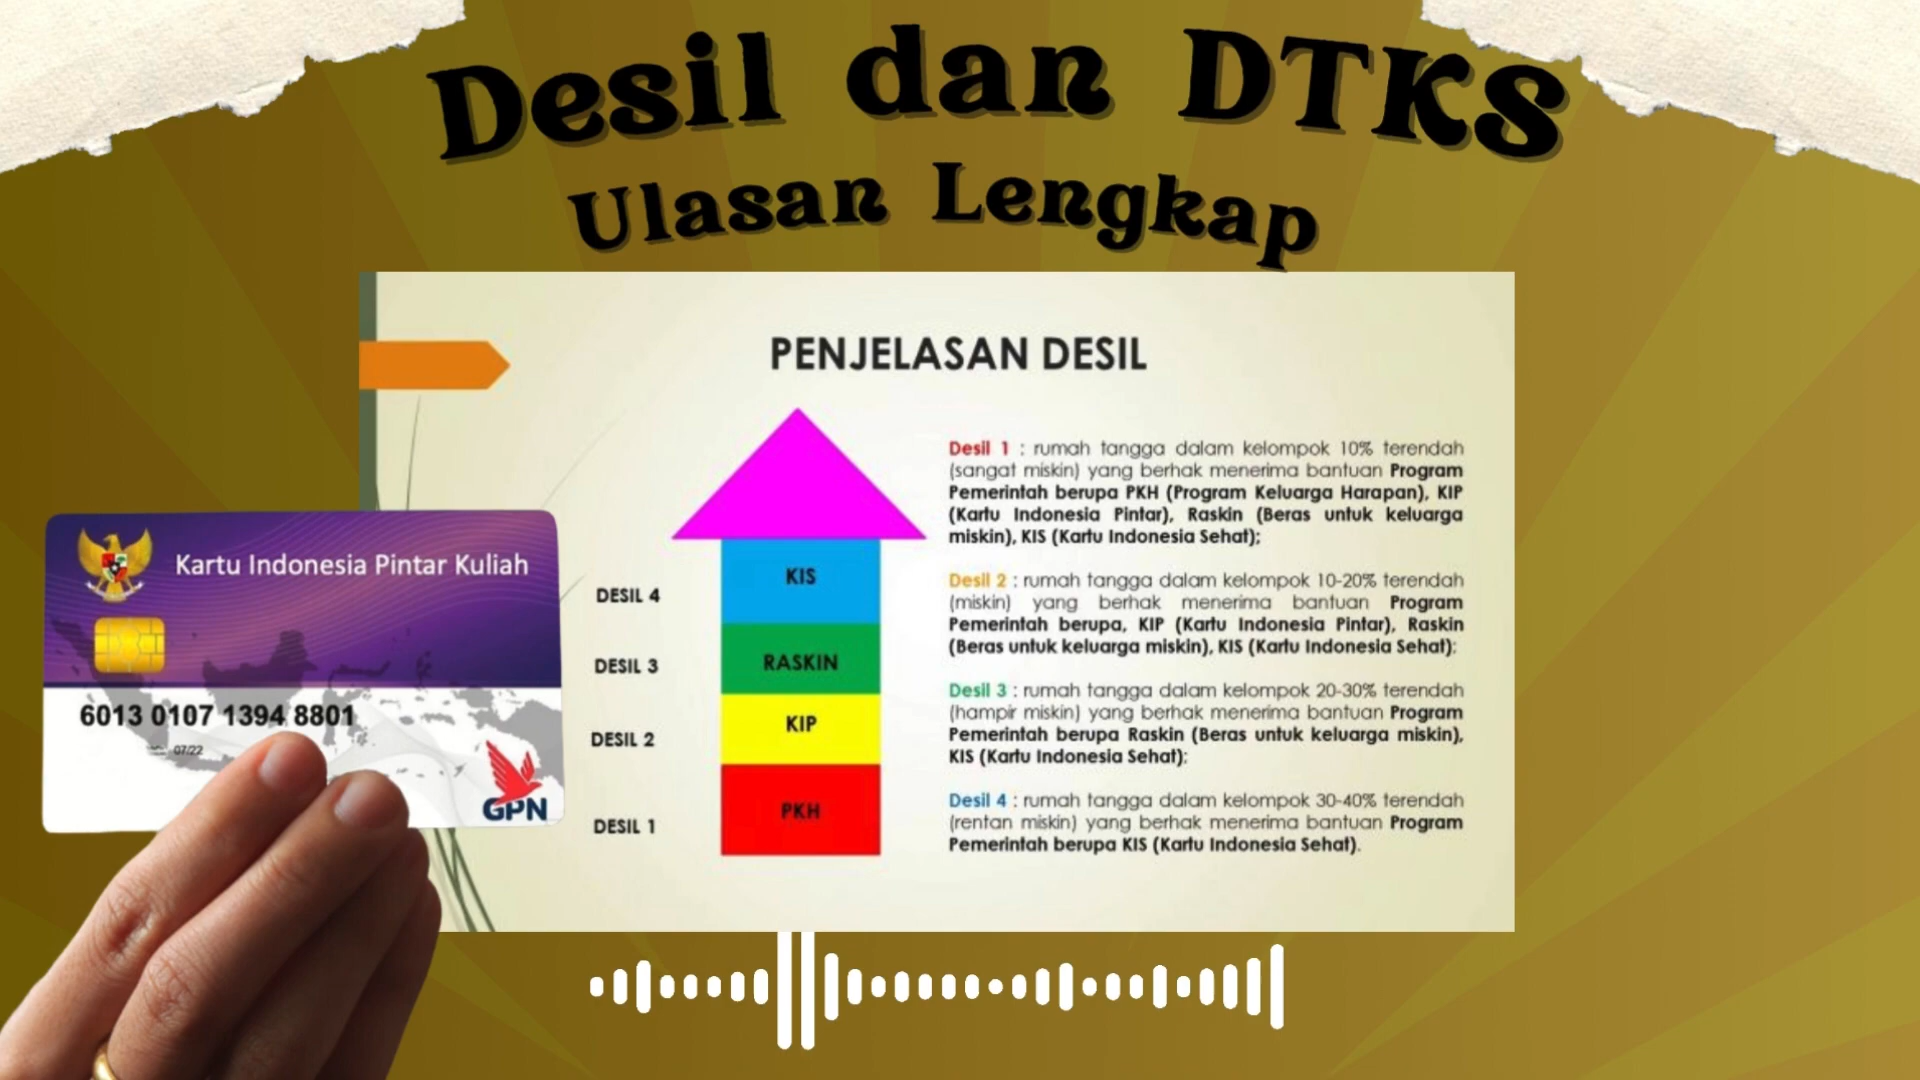 Desil dan DTKS
Ulasan Lengkap
PENJELASAN DESIL
Kartu Indonesia Pintar Kuliah
6013 0107 1394 8801
07/22
GPN
DESIL 4
KIS
DESIL 3
RASKIN
DESIL 2
KIP
DESIL 1
PKH
Desil 1 : rumah tangga dalam kelompok 10% terendah
(sangat miskin) yang berhak menerima bantuan Program
Pemerintah berupa PKH (Program Keluarga Harapan), KIP
(Kartu Indonesia Pintar), Raskin (Beras untuk keluarga
miskin), KIS (Kartu Indonesia Sehat);
Desil 2 : rumah tangga dalam kelompok 10-20% terendah
(miskin) yang berhak menerima bantuan Program
Pemerintah berupa, KIP (Kartu Indonesia Pintar), Raskin
(Beras untuk keluarga miskin), KIS (Kartu Indonesia Sehat):
Desil 3 : rumah tangga dalam kelompok 20-30% terendah
(hampir miskin) yang berhak menerima bantuan Program
Pemerintah berupa Raskin (Beras untuk keluarga miskin),
KIS (Kartu Indonesia Sehat):
Desil 4 : rumah tangga dalam kelompok 30-40% terendah
(rentan miskin) yang berhak menerima bantuan Program
Pemerintah berupa KIS (Kartu Indonesia Sehat).